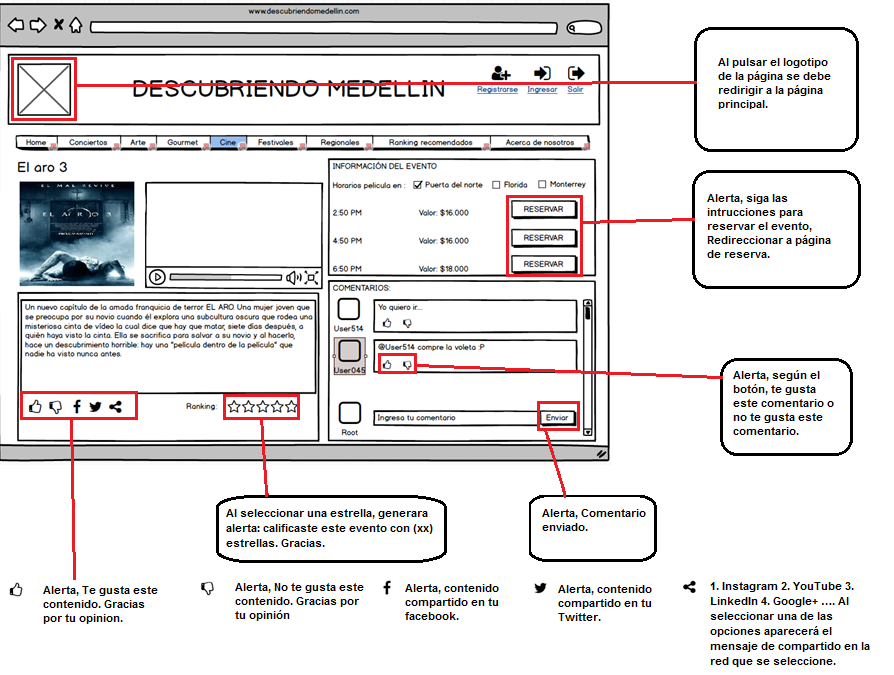 www.descubriendomedellin.com
DESCUBRIENDO MEDELLIN
Registrarse Ingresar Salir
Home Conciertos Arte Gourmet Cine Festivales Regionales Ranking recomendados Acerca de nosotros
El aro 3
EL MAL REVIVE
EL ARO 3
INFORMACIÓN DEL EVENTO
Horarios pelicula en : Puerta del norte Florida Monterrey
2:50 PM Valor: $16.000 RESERVAR
4:50 PM Valor: $16.000 RESERVAR
6:50 PM Valor: $18.000 RESERVAR
Un nuevo capítulo de la amada franquicia de terror EL ARO. Una mujer joven que
se preocupa por su novio cuando él explora una subcultura oscura que rodea una
misteriosa cinta de vídeo la cual dice que hay que matar, siete días después, a
quién haya visto la cinta. Ella se sacrifica para salvar a su novio y al hacerlo,
hace un descubrimiento horrible: hay una "película dentro de la película" que
nadie ha visto nunca antes.
Ranking:
COMENTARIOS:
User514
Yo quiero ir...
User045
@User514 compre la voleta :P
Root
Ingresa tu comentario Enviar
Al pulsar el logotipo
de la página se debe
redirigir a la página
principal.
Alerta, siga las
intrucciones para
reservar el evento,
Redireccionar a página
de reserva.
Alerta, según el
botón, te gusta
este comentario o
no te gusta este
comentario.
Al seleccionar una estrella, generara
alerta: calificaste este evento con (xx)
estrellas. Gracias.
Alerta, Comentario
enviado.
Alerta, Te gusta este
contenido. Gracias
por tu opinion.
Alerta, No te gusta este
contenido. Gracias por
tu opinión
Alerta, contenido
compartido en tu
facebook.
Alerta, contenido
compartido en tu
Twitter.
1. Instagram 2. YouTube 3.
LinkedIn 4. Google+ .... Al
seleccionar una de las
opciones aparecerá el
mensaje de compartido en la
red que se seleccione.